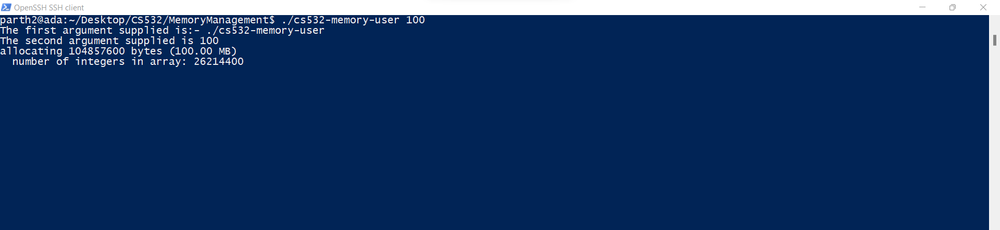 OpenSSH SSH client
parth2@ada:~/Desktop/CS532/MemoryManagement$ ./cs532-memory-user 100
The first argument supplied is:- ./cs532-memory-user
The second argument supplied is 100
allocating 104857600 bytes (100.00 MB)
  number of integers in array: 26214400